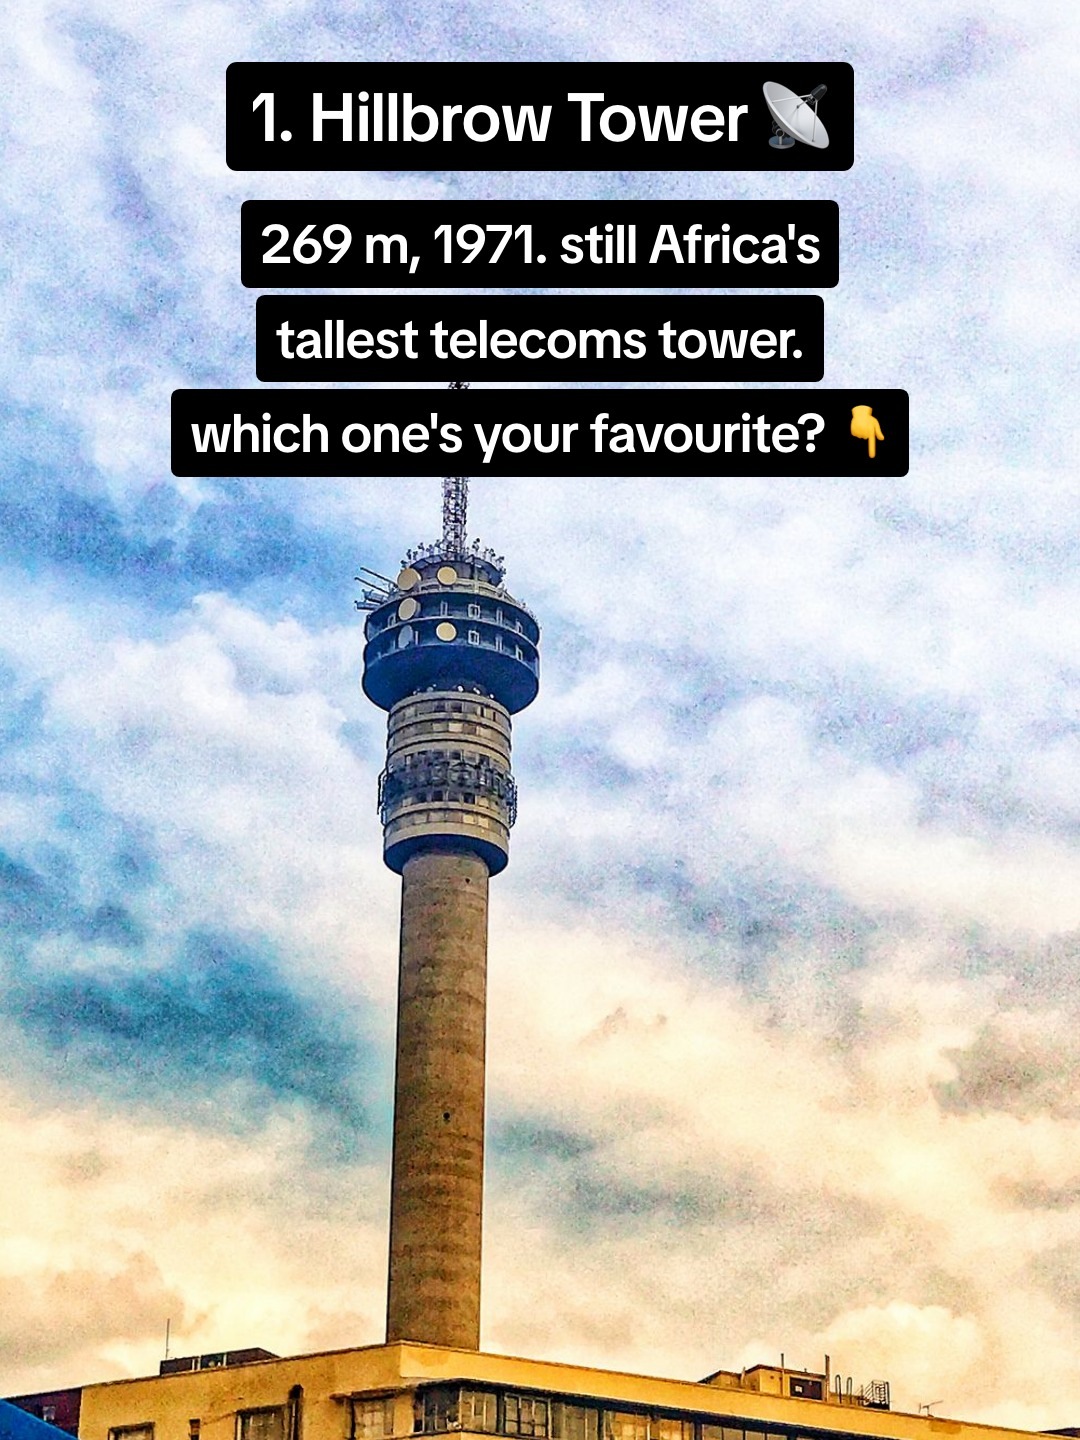 1. Hillbrow Tower 📡
269 m, 1971. still Africa's
tallest telecoms tower.
which one's your favourite? 👇